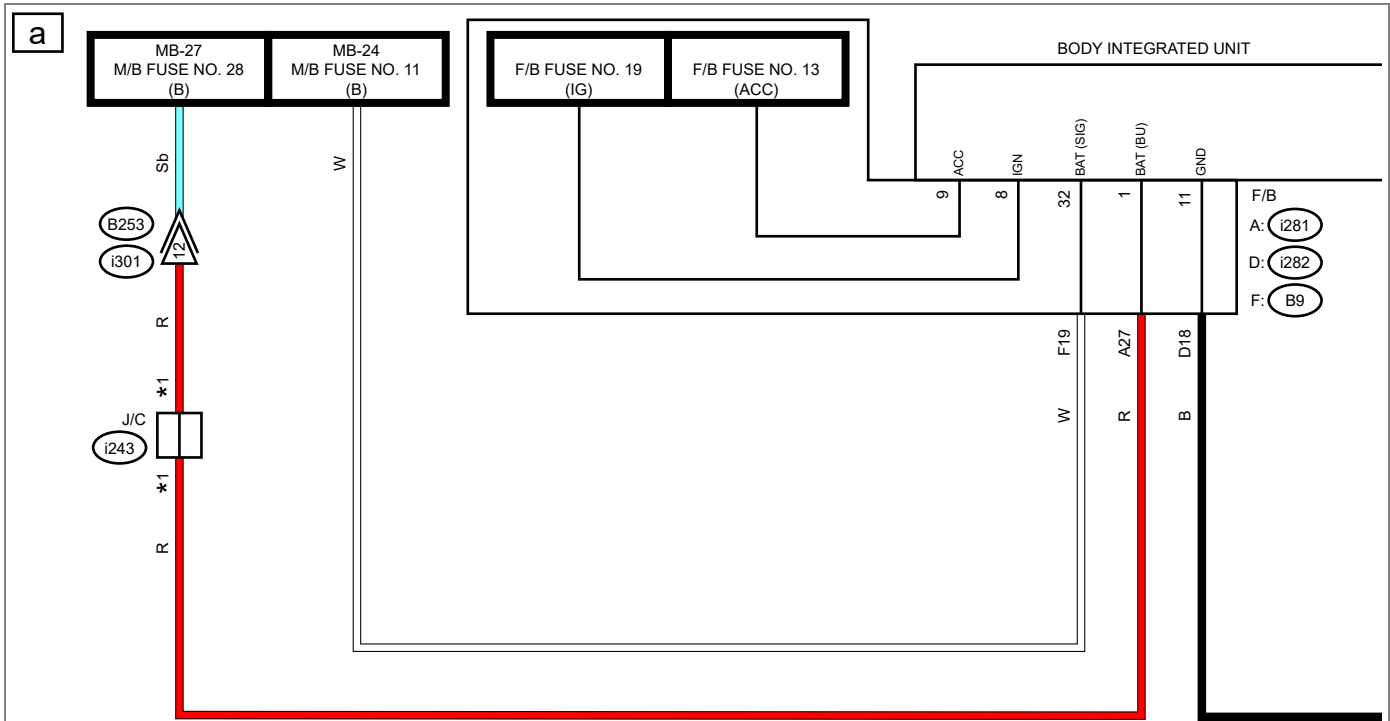 a
MB-27
M/B FUSE NO. 28
(B)
MB-24
M/B FUSE NO. 11
(B)
F/B FUSE NO. 19
(IG)
F/B FUSE NO. 13
(ACC)
BODY INTEGRATED UNIT
ACC
IGN
BAT (SIG)
BAT (BU)
GND
9
8
32
1
11
F/B
A: i281
D: i282
F: B9
Sb
W
B253
i301
12
R
*1
J/C
i243
*1
R
F19
A27
D18
W
R
B